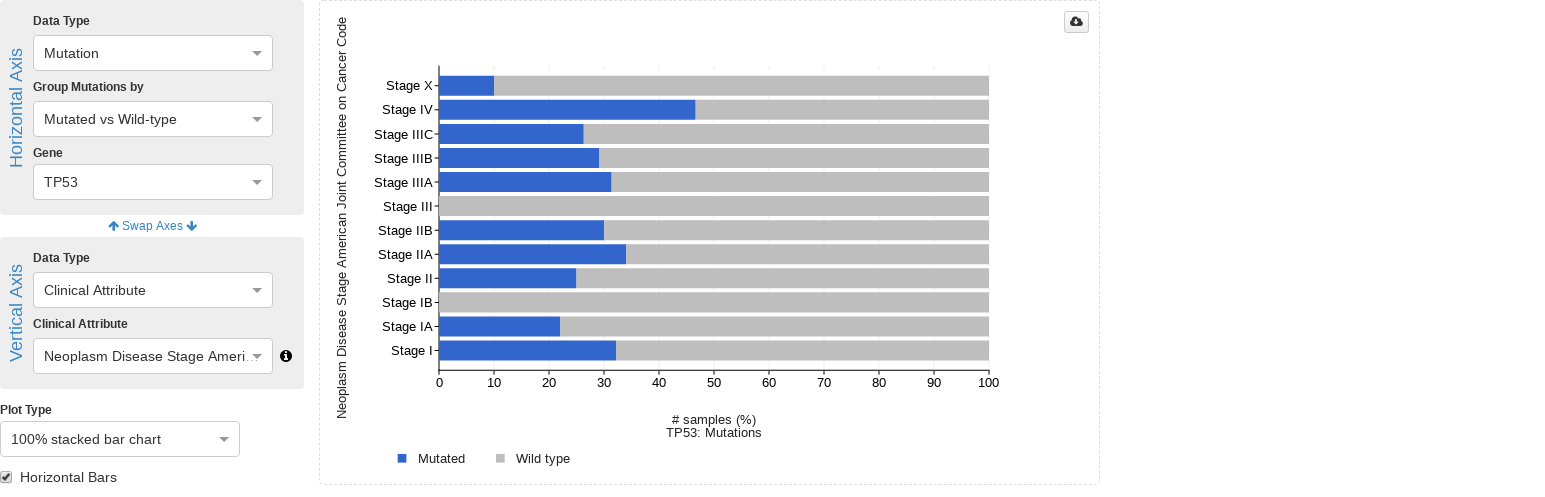 Horizontal Axis
Data Type
Mutation
Group Mutations by
Mutated vs Wild-type
Gene
TP53
Swap Axes
Vertical Axis
Data Type
Clinical Attribute
Clinical Attribute
Neoplasm Disease Stage Ameri...
Plot Type
100% stacked bar chart
Horizontal Bars
Neoplasm Disease Stage American Joint Committee on Cancer Code
Stage X
Stage IV
Stage IIIC
Stage IIIB
Stage IIIA
Stage III
Stage IIB
Stage IIA
Stage II
Stage IB
Stage IA
Stage I
0 10 20 30 40 50 60 70 80 90 100
# samples (%)
TP53: Mutations
Mutated Wild type